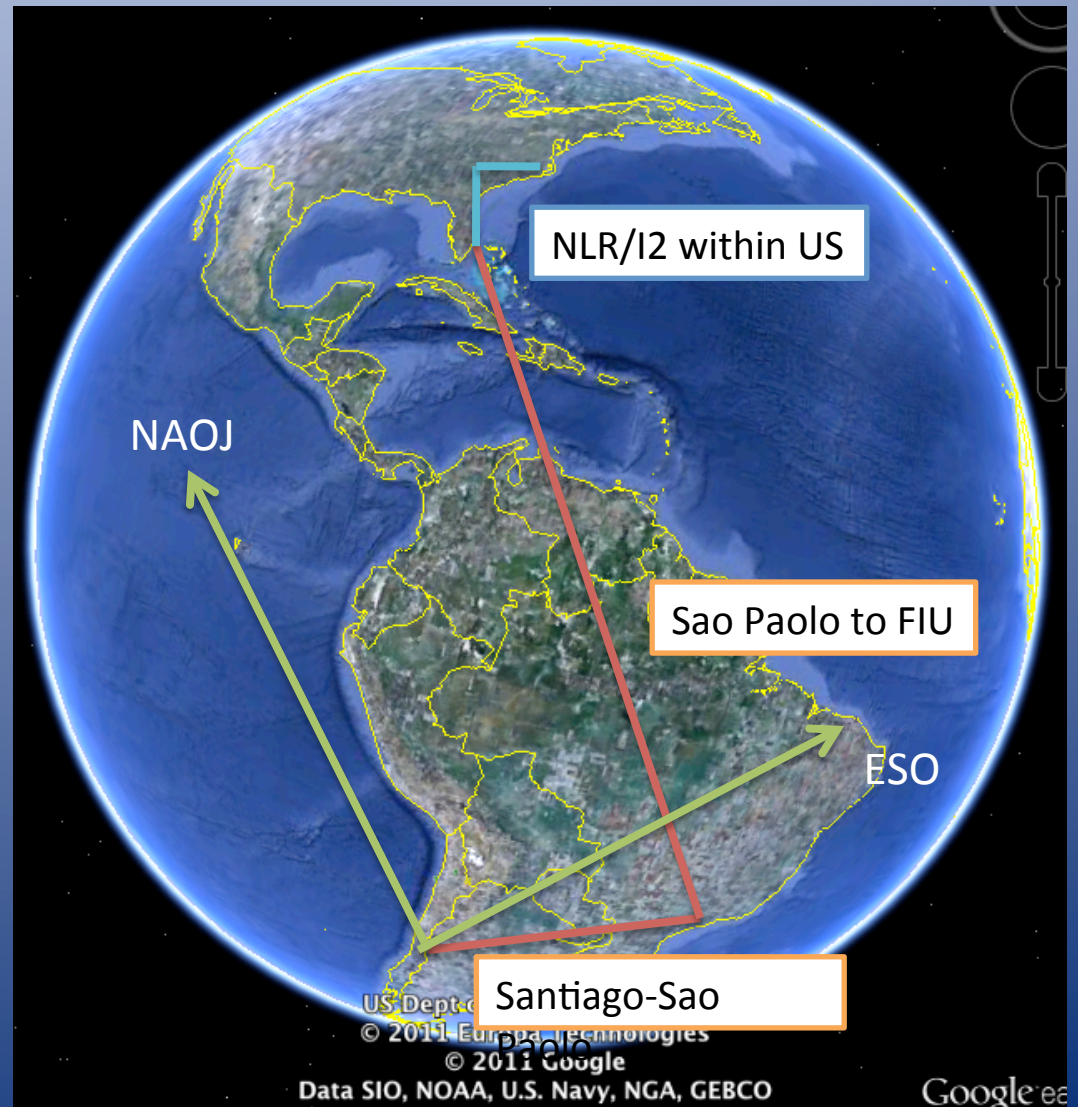 NLR/I2 within US
NAOJ
Sao Paolo to FIU
ESO
Santiago-Sao
Paolo
US Dept
© 2011 Europa Technologies
© 2011 Google
Data SIO, NOAA, U.S. Navy, NGA, GEBCO
Google ea